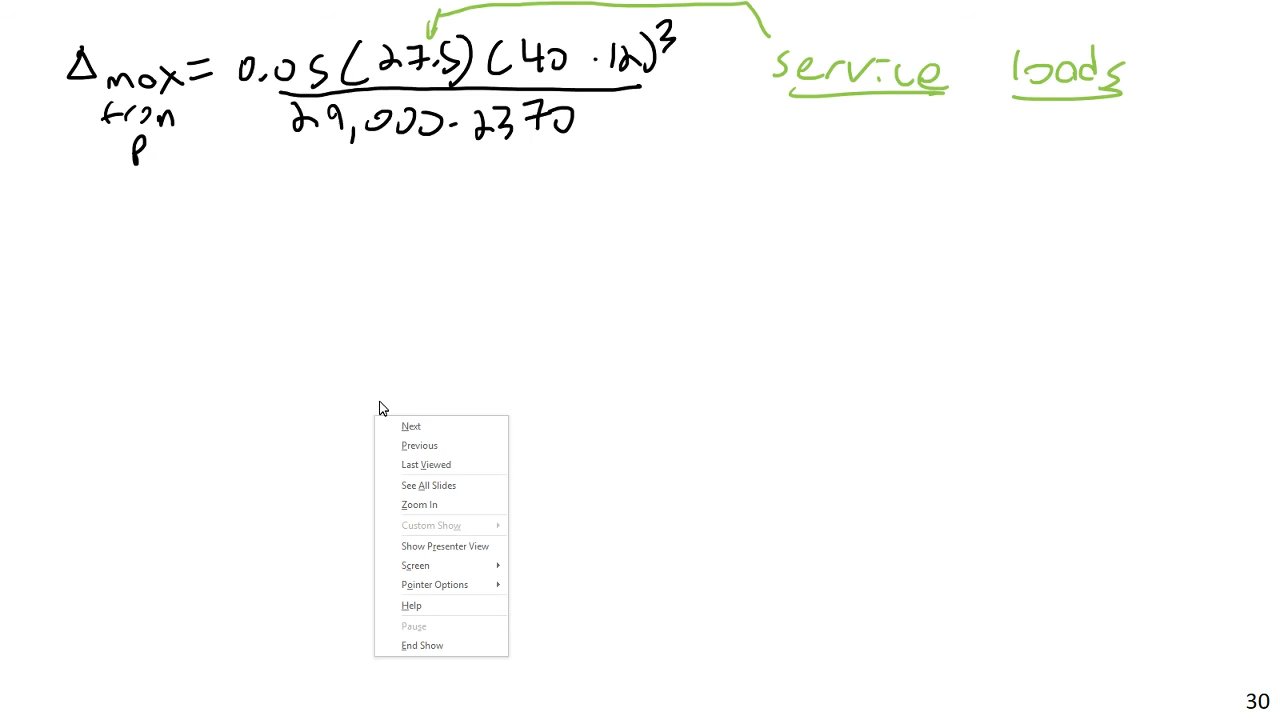 Δmax = 0.05(27.5)(40 · 12)³
from 29,000 · 2370
P
service loads
Next
Previous
Last Viewed
See All Slides
Zoom In
Custom Show
Show Presenter View
Screen
Pointer Options
Help
Pause
End Show
30